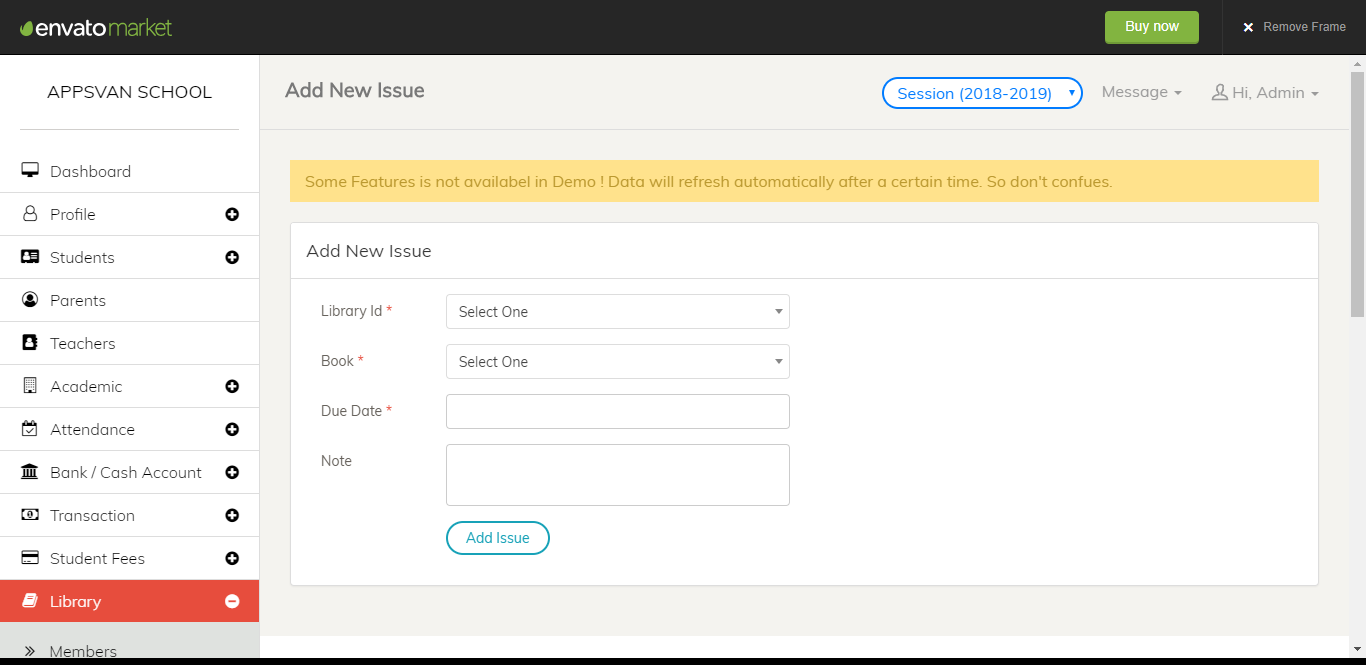 envatomarket
Buy now
Remove Frame
APPSVAN SCHOOL
Add New Issue
Session (2018-2019)
Message
Hi, Admin
Dashboard
Profile
Students
Parents
Teachers
Academic
Attendance
Bank / Cash Account
Transaction
Student Fees
Library
Members
Some Features is not availabel in Demo ! Data will refresh automatically after a certain time. So don't confues.
Add New Issue
Library Id *
Select One
Book *
Select One
Due Date *
Note
Add Issue